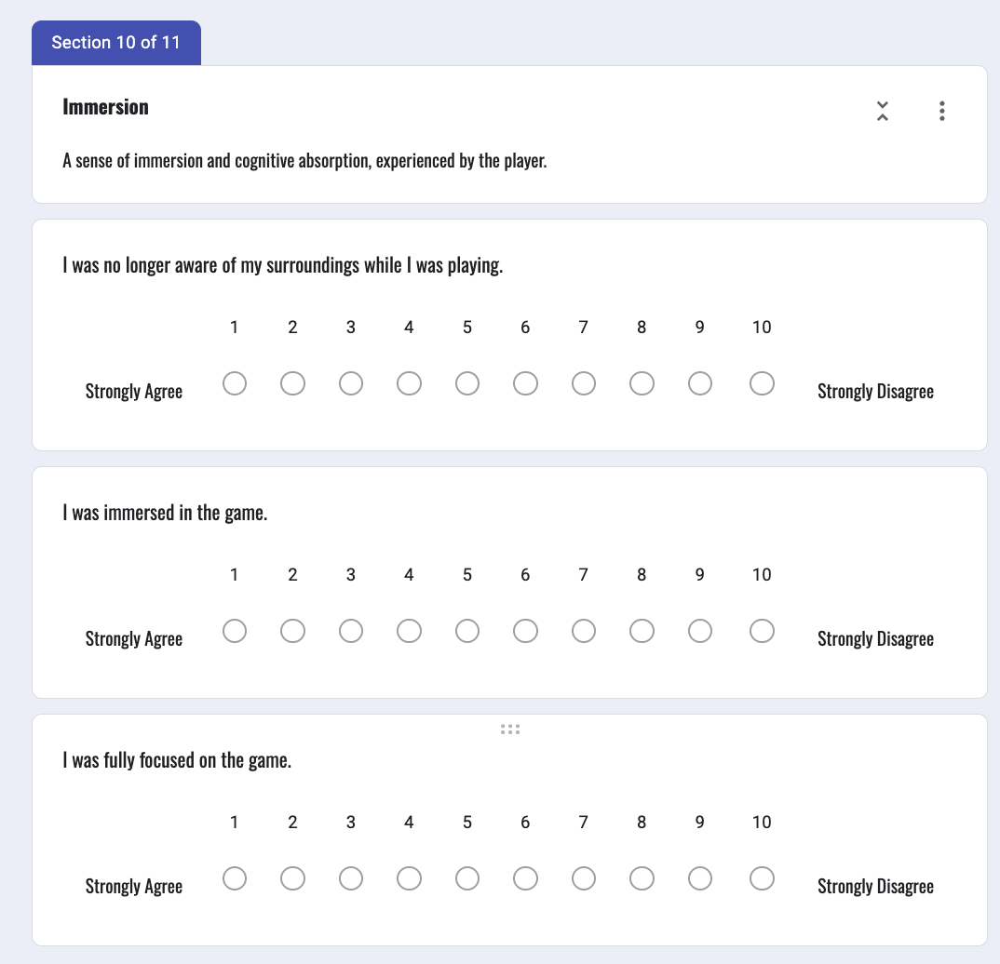 Section 10 of 11
Immersion
A sense of immersion and cognitive absorption, experienced by the player.
I was no longer aware of my surroundings while I was playing.
1 2 3 4 5 6 7 8 9 10
Strongly Agree Strongly Disagree
I was immersed in the game.
1 2 3 4 5 6 7 8 9 10
Strongly Agree Strongly Disagree
I was fully focused on the game.
1 2 3 4 5 6 7 8 9 10
Strongly Agree Strongly Disagree